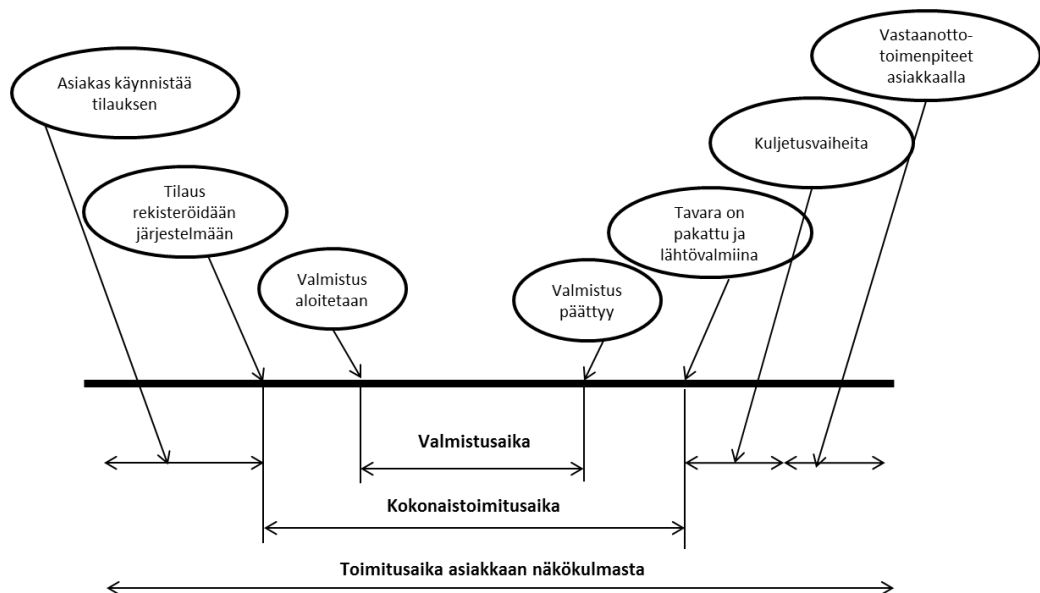 Asiakas käynnistää
tilauksen
Tilaus
rekisteröidään
järjestelmään
Valmistus
aloitetaan
Valmistus
päättyy
Tavara on
pakattu ja
lähtövalmiina
Kuljetusvaiheita
Vastaanotto-
toimenpiteet
asiakkaalla
Valmistusaika
Kokonaistoimitusaika
Toimitusaika asiakkaan näkökulmasta